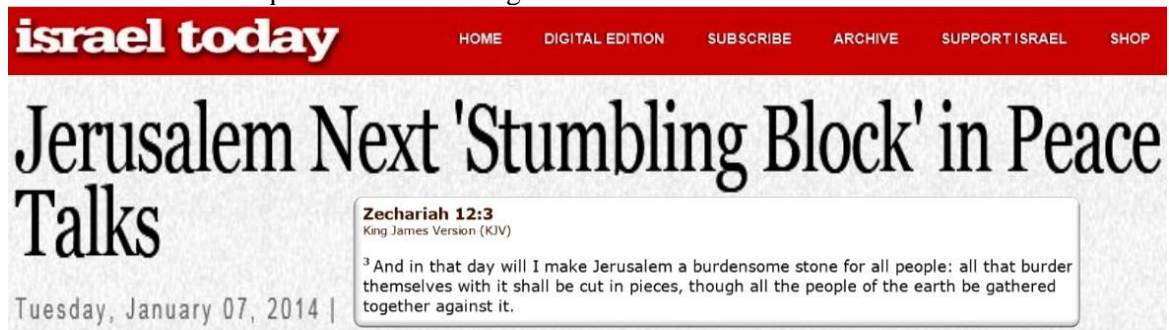 israel today HOME DIGITAL EDITION SUBSCRIBE ARCHIVE SUPPORT ISRAEL SHOP
Jerusalem Next 'Stumbling Block' in Peace
Talks
Zechariah 12:3
King James Version (KJV)
3 And in that day will I make Jerusalem a burdensome stone for all people: all that burder
themselves with it shall be cut in pieces, though all the people of the earth be gathered
together against it.
Tuesday, January 07, 2014 |